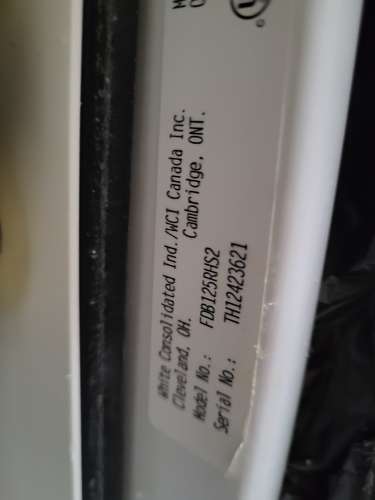 White Consolidated Ind./WCI Canada Inc.
Cleveland, OH. Cambridge, ONT.
Model No.: FDB125RHS2
Serial No.: TH12423621